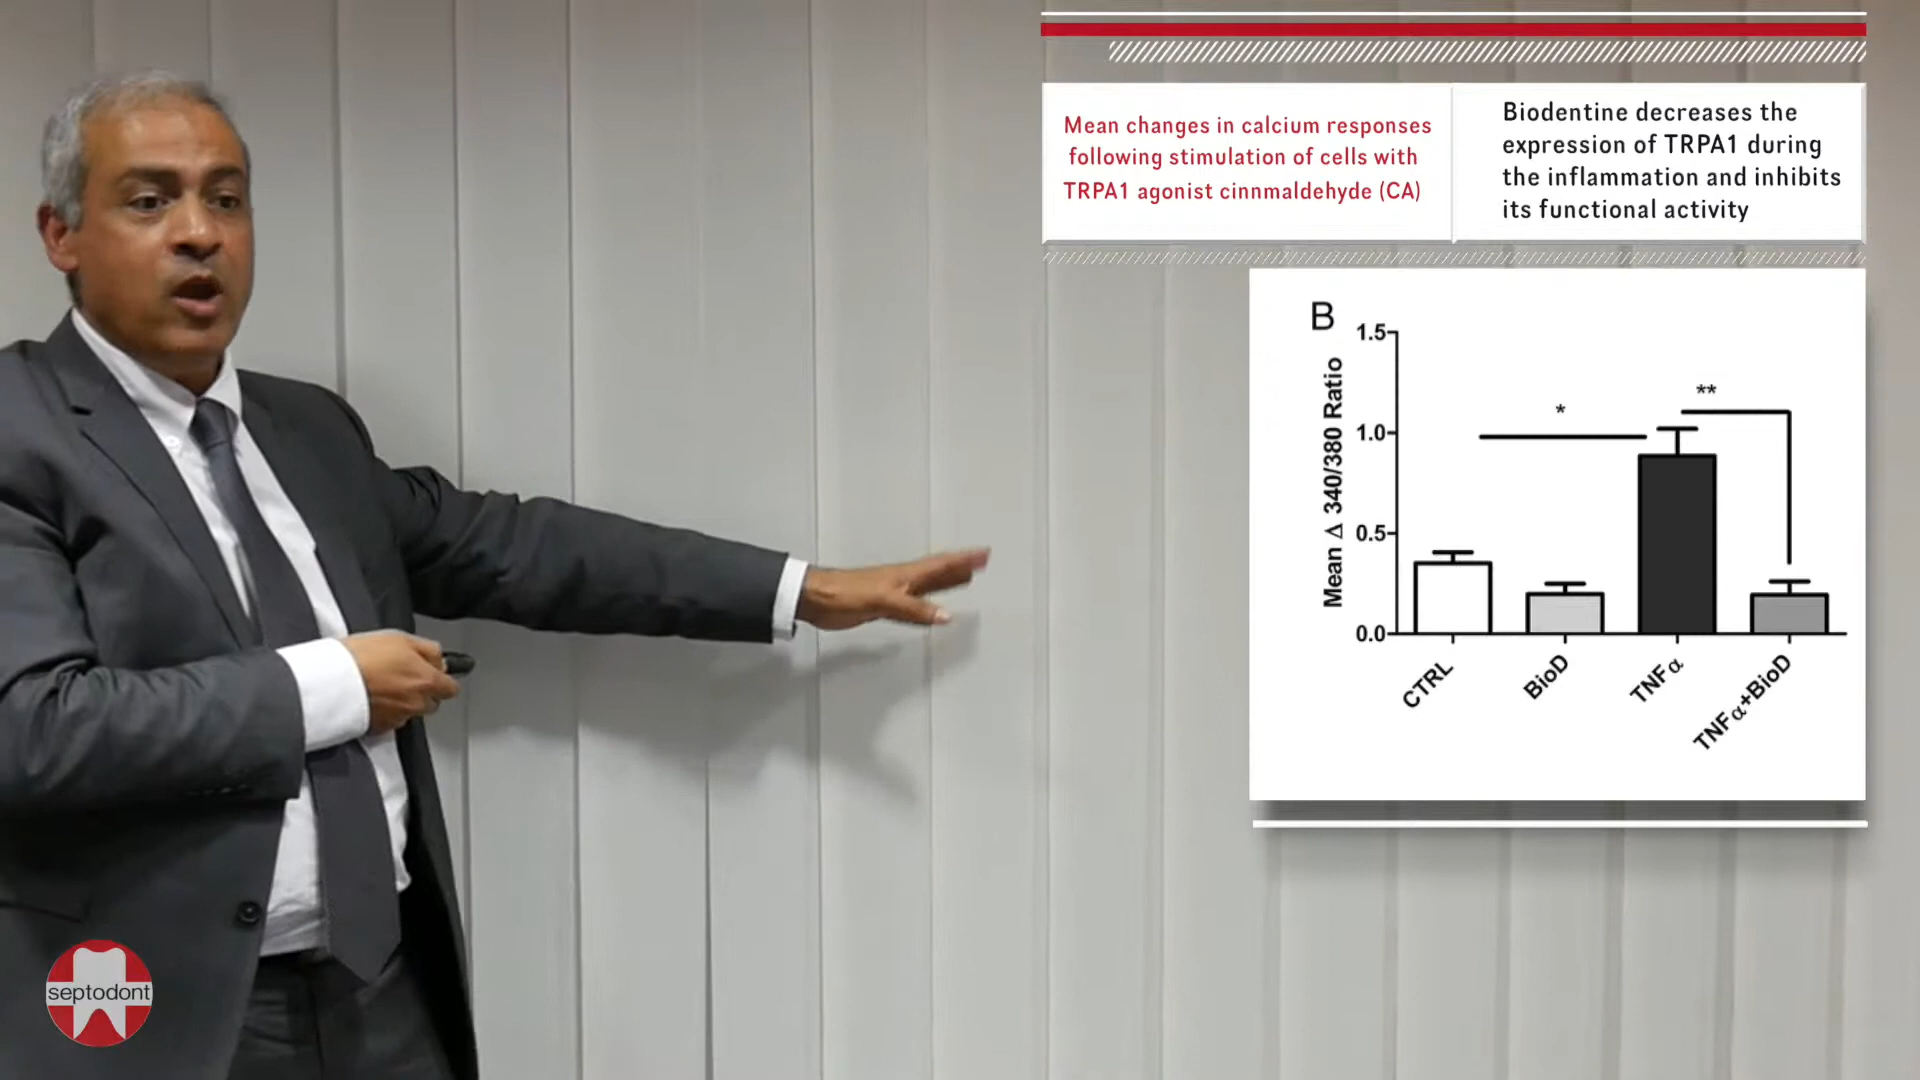 Mean changes in calcium responses
following stimulation of cells with
TRPA1 agonist cinnmaldehyde (CA)
Biodentine decreases the
expression of TRPA1 during
the inflammation and inhibits
its functional activity
B
Mean Δ 340/380 Ratio
1.5
1.0
0.5
0.0
*
**
CTRL
BioD
TNFα
TNFα+BioD
septodont